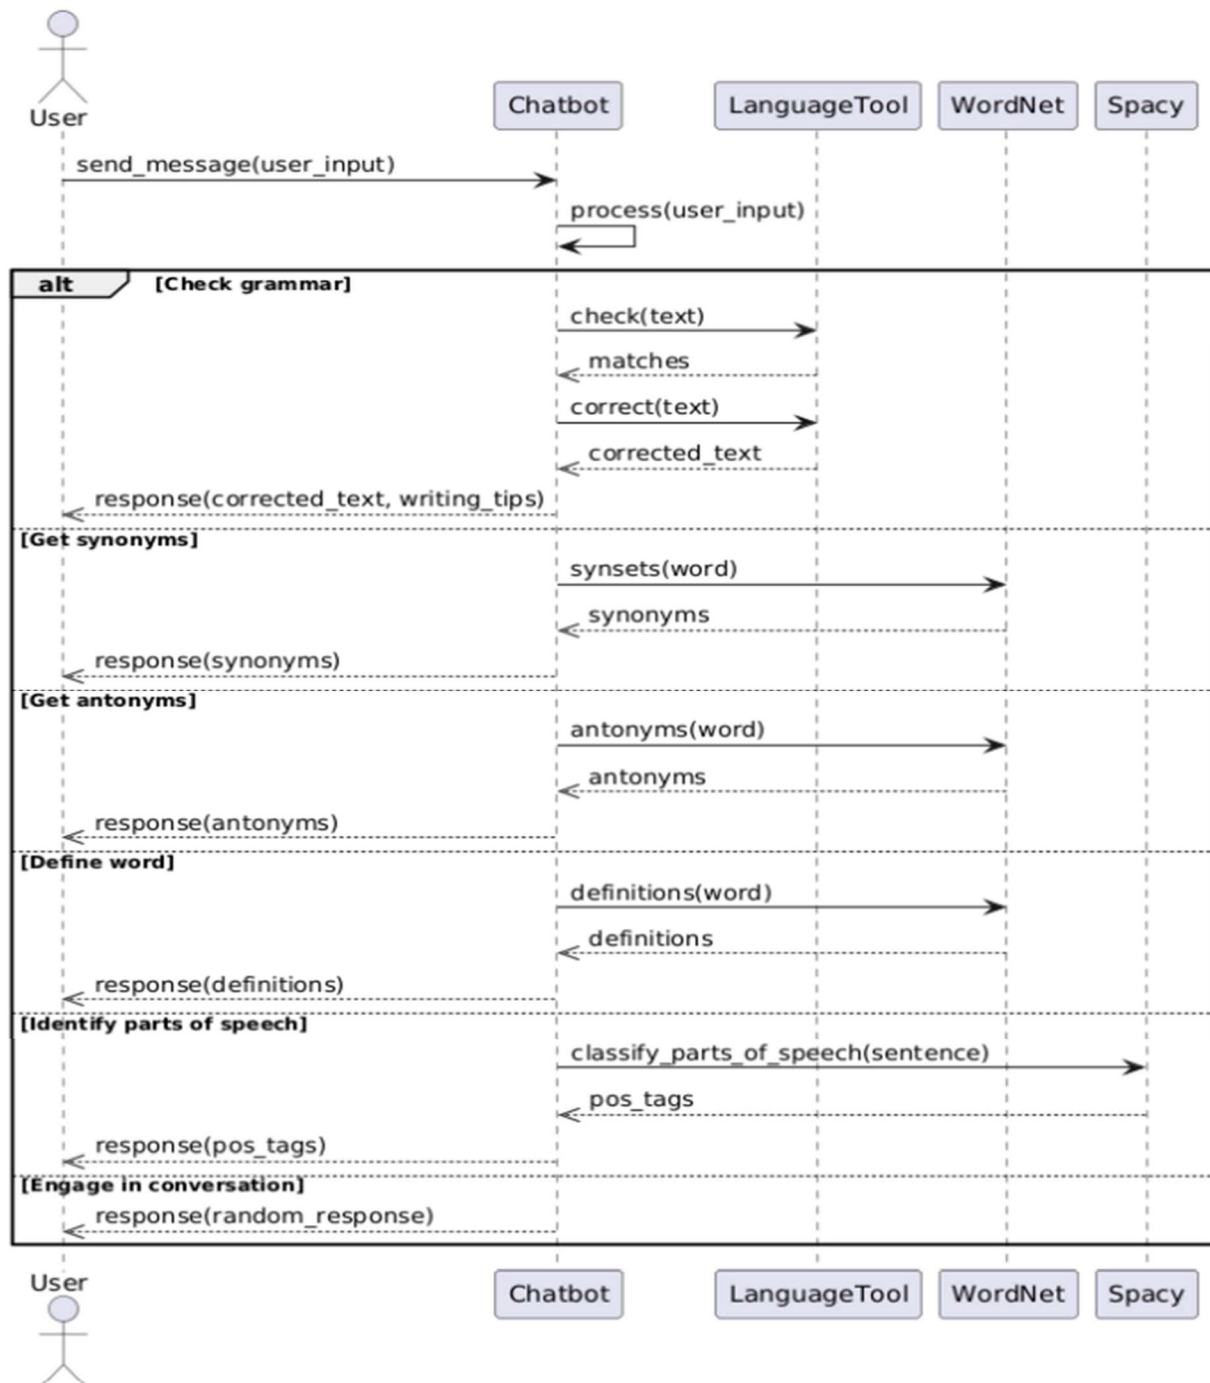 User
Chatbot
LanguageTool
WordNet
Spacy
send_message(user_input)
process(user_input)
alt
[Check grammar]
check(text)
matches
correct(text)
corrected_text
response(corrected_text, writing_tips)
[Get synonyms]
synsets(word)
synonyms
response(synonyms)
[Get antonyms]
antonyms(word)
antonyms
response(antonyms)
[Define word]
definitions(word)
definitions
response(definitions)
[Identify parts of speech]
classify_parts_of_speech(sentence)
pos_tags
response(pos_tags)
[Engage in conversation]
response(random_response)
User
Chatbot
LanguageTool
WordNet
Spacy